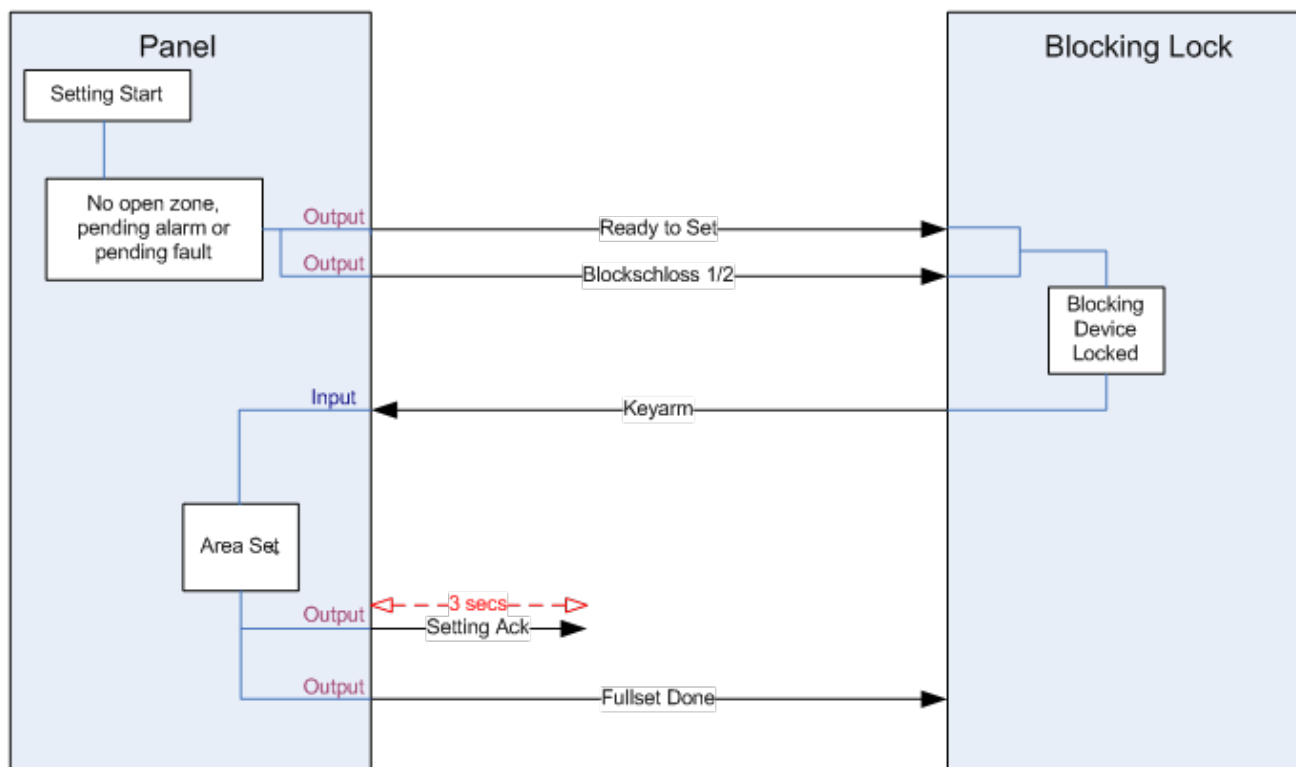 Panel
Blocking Lock
Setting Start
No open zone,
pending alarm or
pending fault
Output
Ready to Set
Output
Blockschloss 1/2
Blocking
Device
Locked
Input
Keyarm
Area Set
3 secs
Output
Setting Ack
Output
Fullset Done